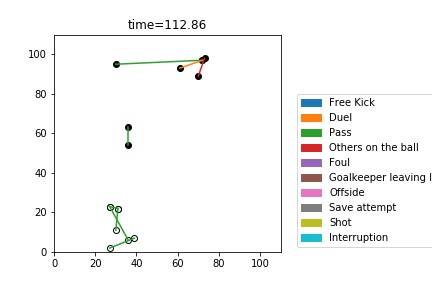 time=112.86
100
80
60
40
20
0
0 20 40 60 80 100
Free Kick
Duel
Pass
Others on the ball
Foul
Goalkeeper leaving l
Offside
Save attempt
Shot
Interruption